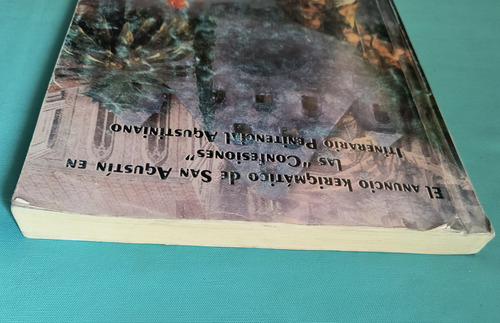 El anuncio kerigmático de San Agustín en
las "Confesiones"
Itinerario Penitencial Agustiniano